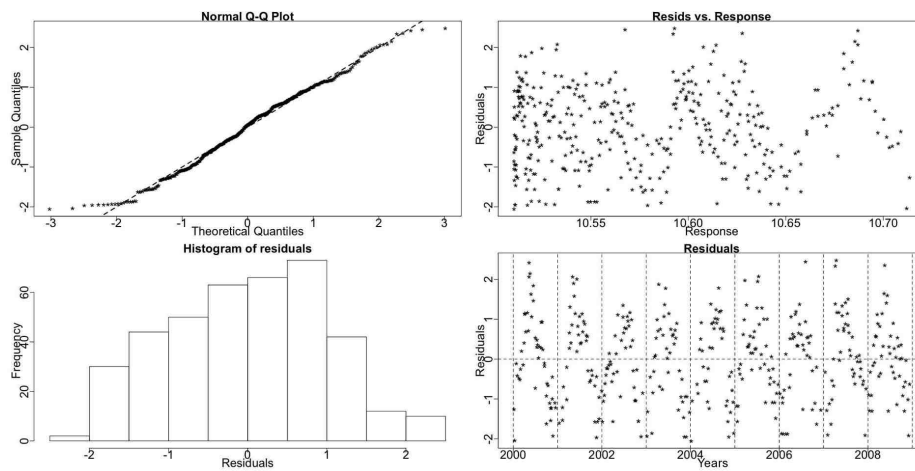 Normal Q-Q Plot
Sample Quantiles
2
1
0
-1
-2
-3 -2 -1 0 1 2 3
Theoretical Quantiles
Resids vs. Response
Residuals
2
1
0
-1
-2
10.55 10.60 10.65 10.70
Response
Histogram of residuals
Frequency
60
40
20
0
-2 -1 0 1 2
Residuals
Residuals
Residuals
2
1
0
-1
-2
2000 2002 2004 2006 2008
Years